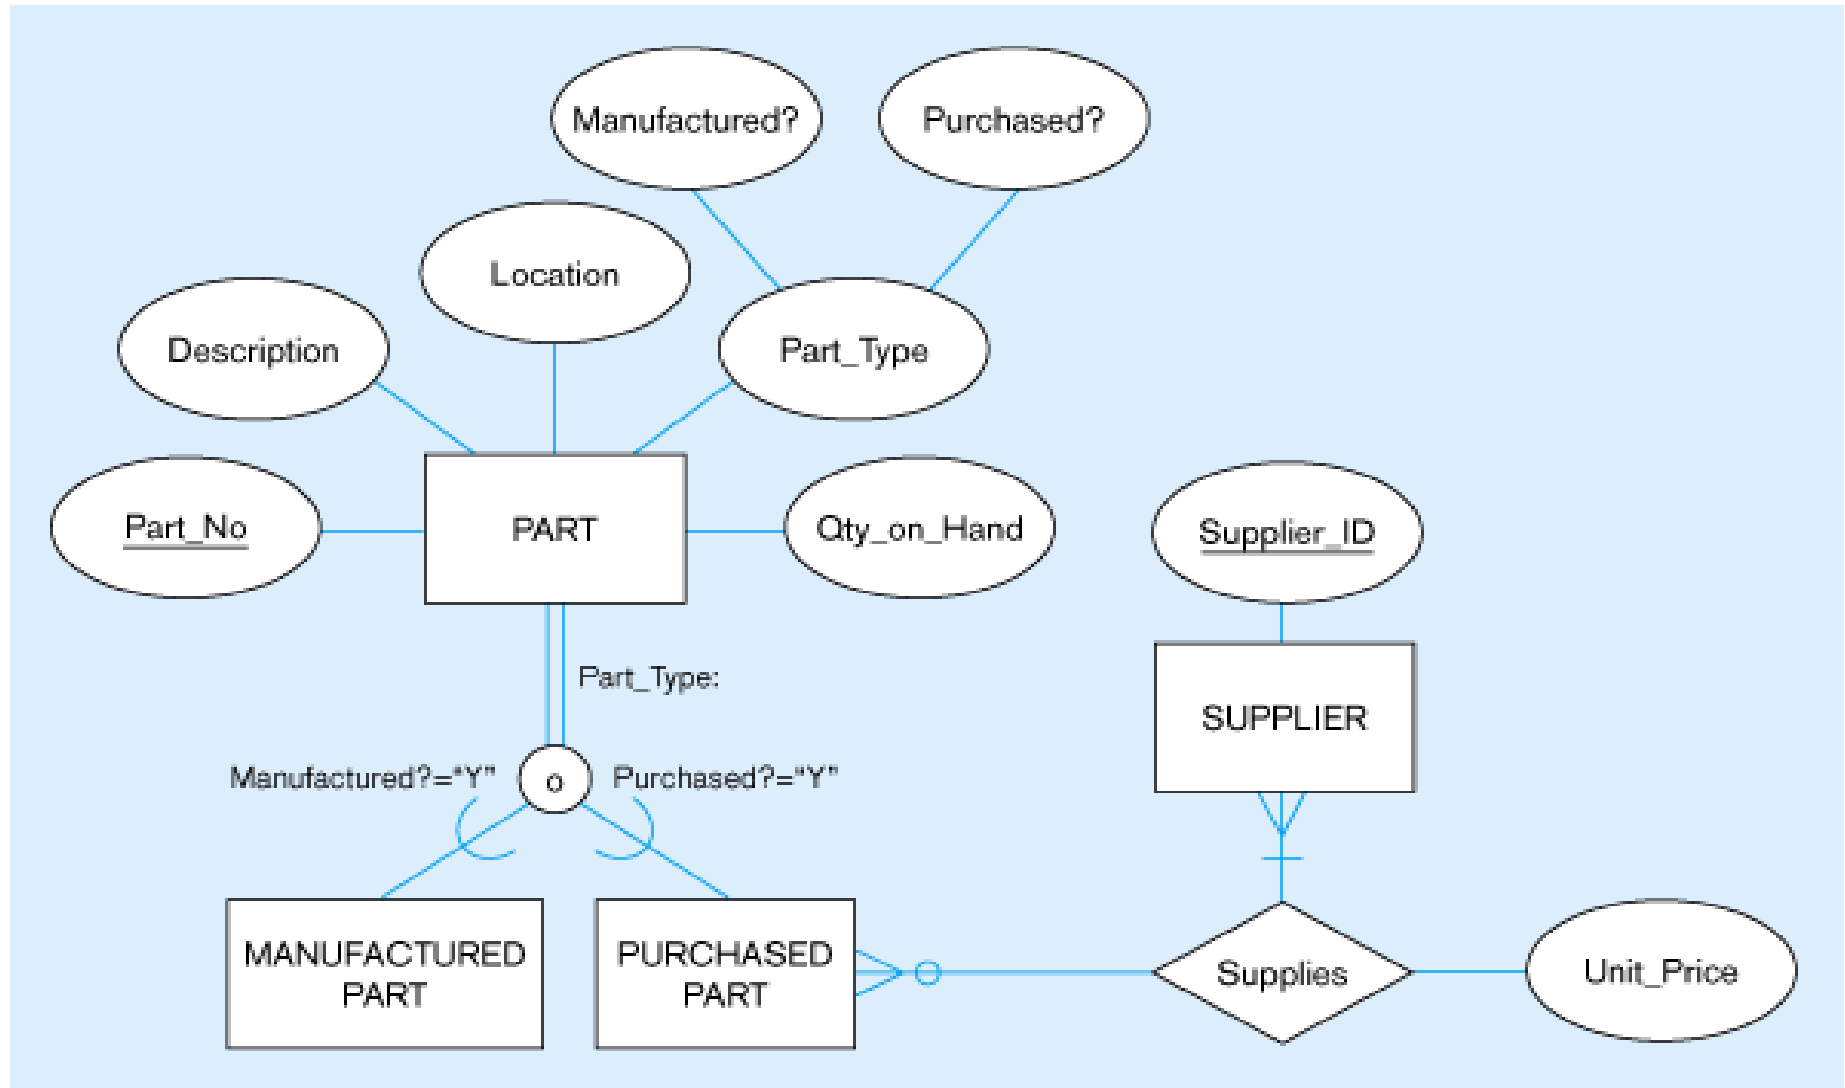 Manufactured?
Purchased?
Location
Description
Part_Type
Part_No
PART
Qty_on_Hand
Supplier_ID
Part_Type:
SUPPLIER
Manufactured?="Y"
o
Purchased?="Y"
MANUFACTURED
PART
PURCHASED
PART
Supplies
Unit_Price